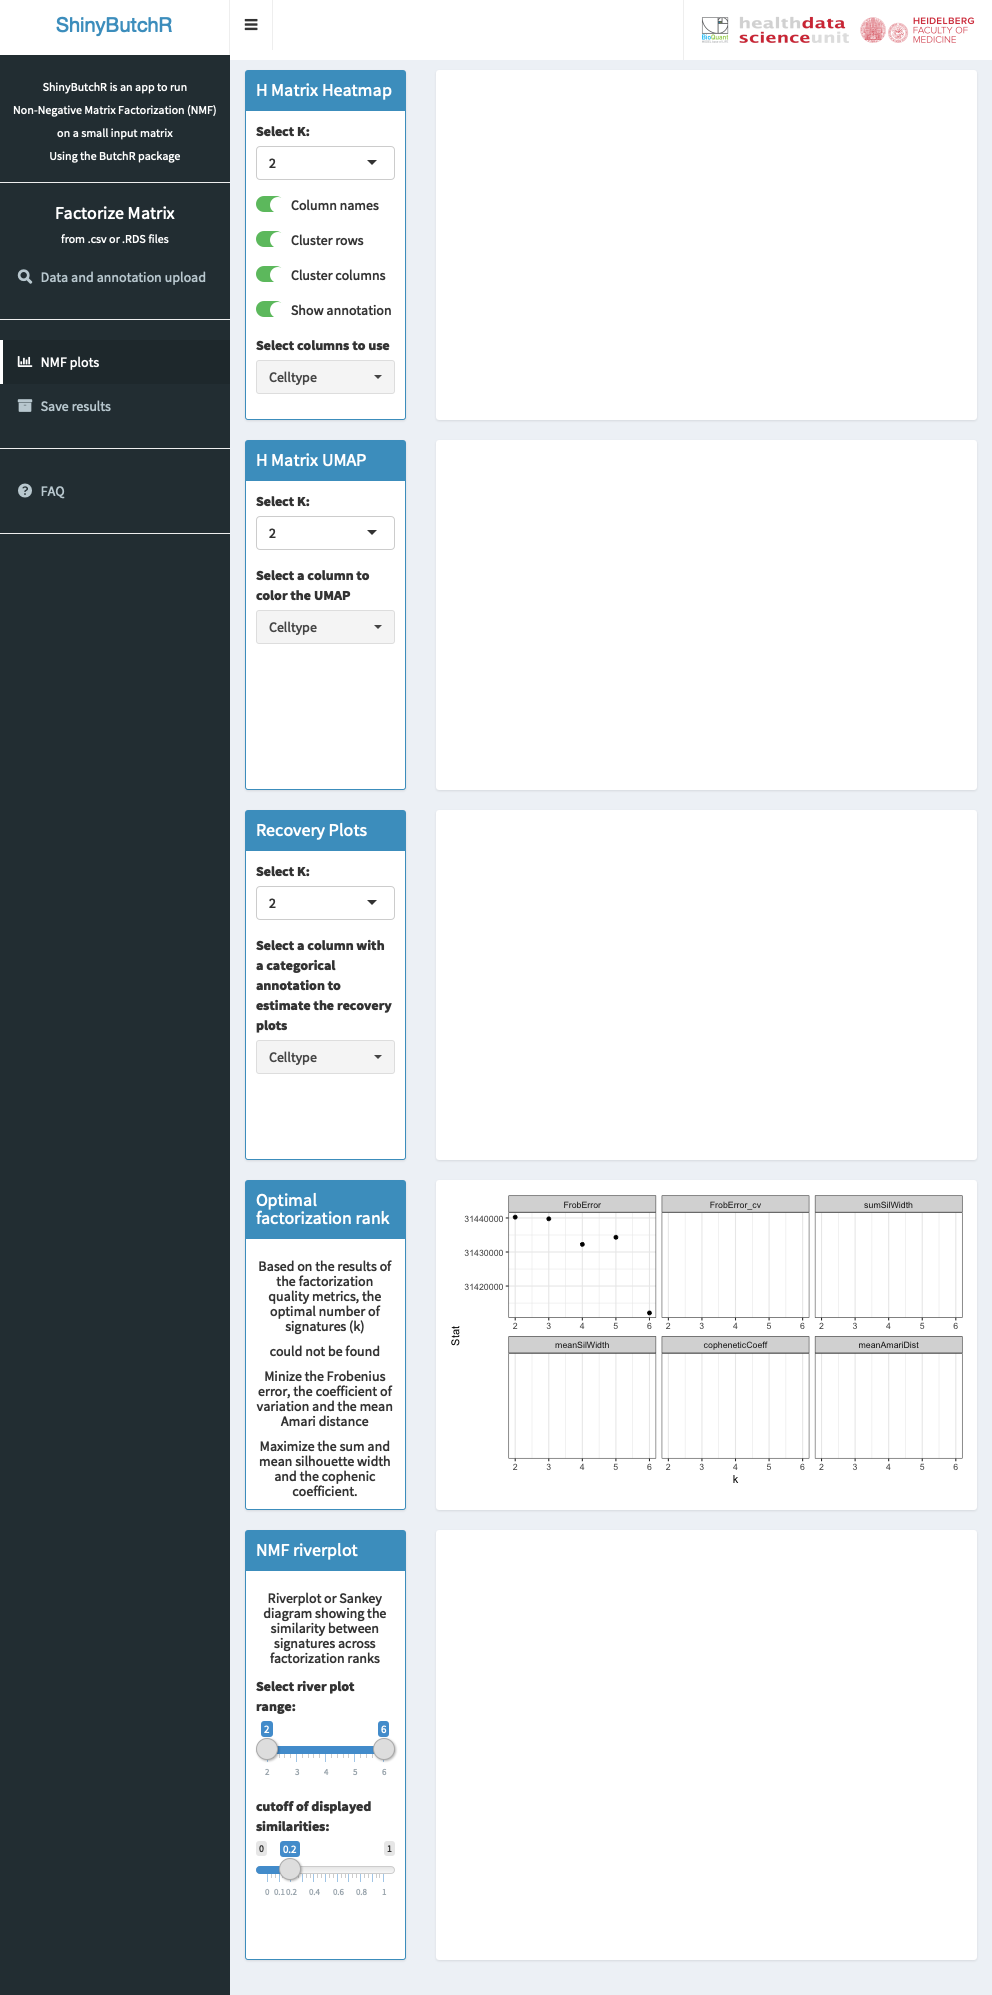 ShinyButchR
BioQuant
healthdata
scienceunit
HEIDELBERG
FACULTY OF
MEDICINE
ShinyButchR is an app to run
Non-Negative Matrix Factorization (NMF)
on a small input matrix
Using the ButchR package
Factorize Matrix
from .csv or .RDS files
Data and annotation upload
NMF plots
Save results
FAQ
H Matrix Heatmap
Select K:
2
Column names
Cluster rows
Cluster columns
Show annotation
Select columns to use
Celltype
H Matrix UMAP
Select K:
2
Select a column to
color the UMAP
Celltype
Recovery Plots
Select K:
2
Select a column with
a categorical
annotation to
estimate the recovery
plots
Celltype
Optimal
factorization rank
Based on the results of
the factorization
quality metrics, the
optimal number of
signatures (k)
could not be found
Minize the Frobenius
error, the coefficient of
variation and the mean
Amari distance
Maximize the sum and
mean silhouette width
and the cophenic
coefficient.
FrobError FrobError_cv sumSilWidth
31440000
31430000
31420000
2 3 4 5 6 2 3 4 5 6 2 3 4 5 6
Stat
meanSilWidth copheneticCoeff meanAmariDist
2 3 4 5 6 2 3 4 5 6 2 3 4 5 6
k
NMF riverplot
Riverplot or Sankey
diagram showing the
similarity between
signatures across
factorization ranks
Select river plot
range:
2 6
2 3 4 5 6
cutoff of displayed
similarities:
0 0.2 1
0 0.1 0.2 0.4 0.6 0.8 1